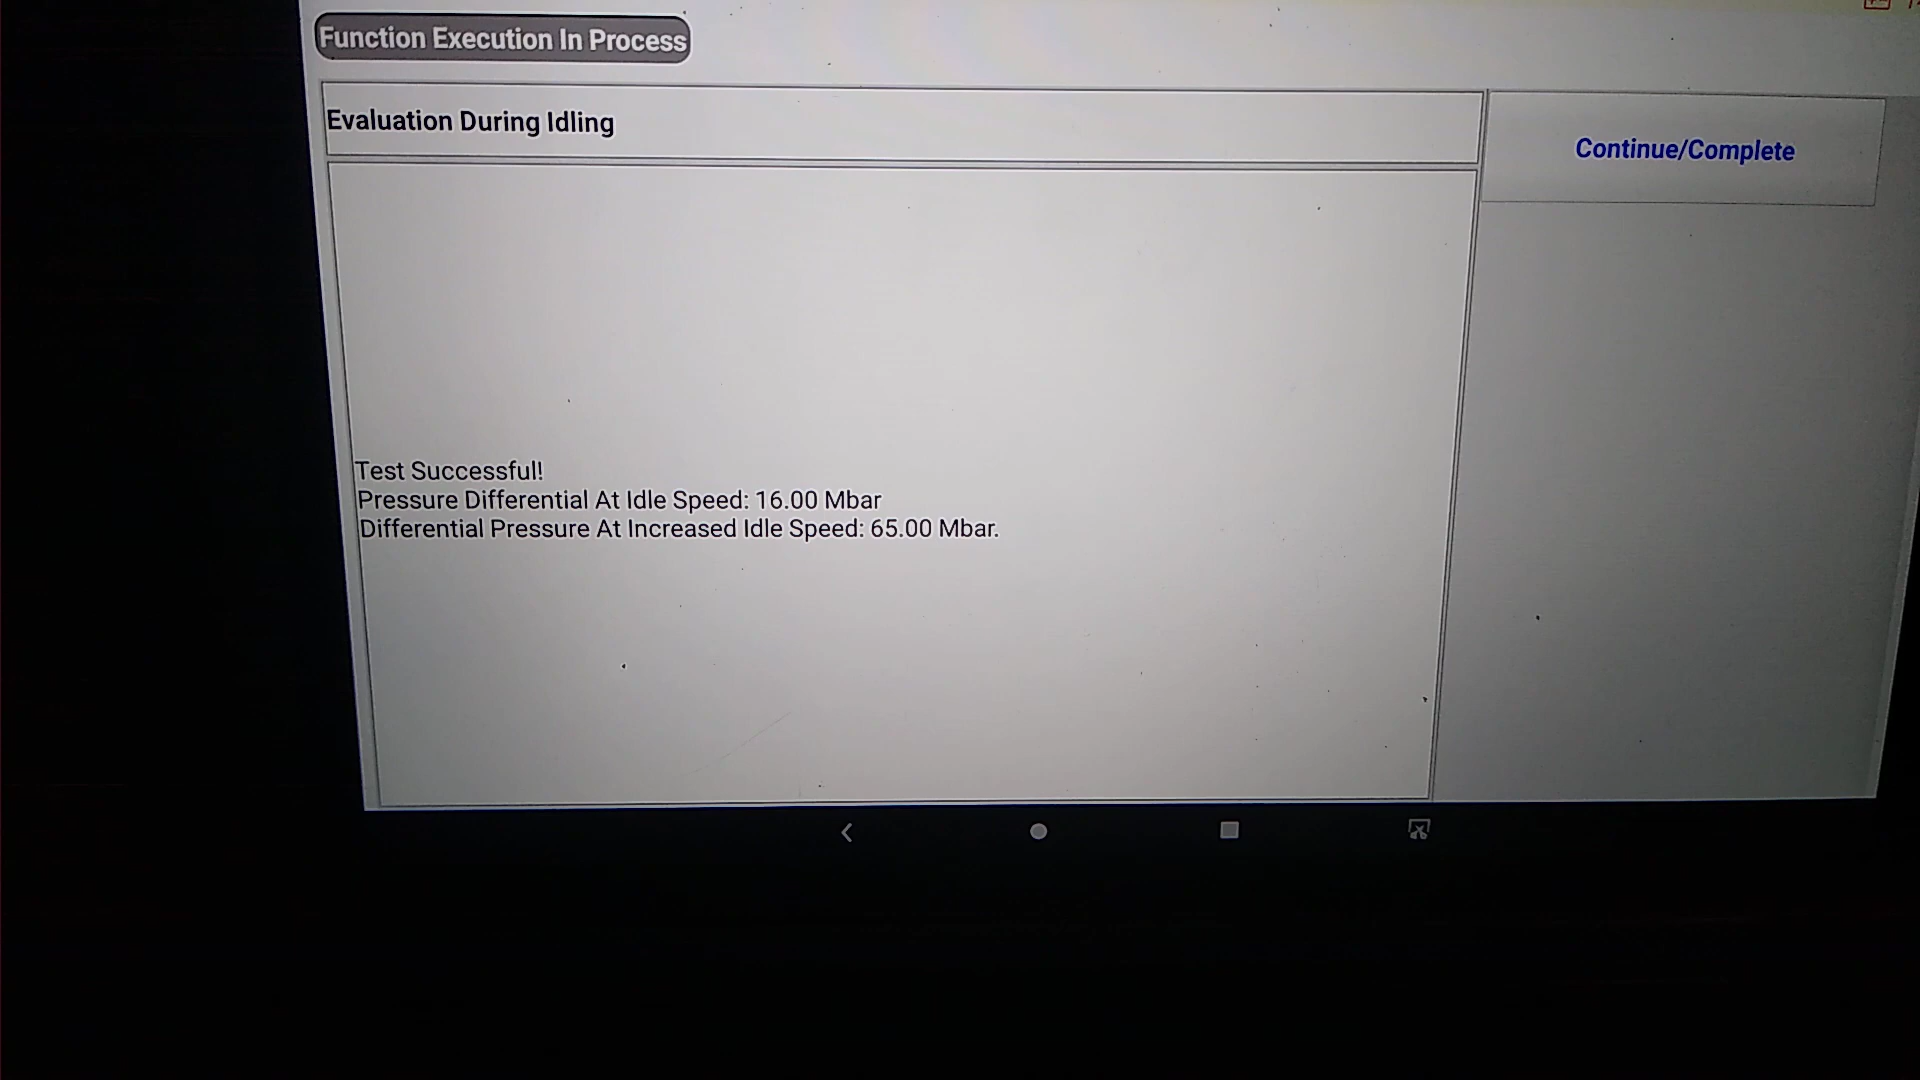 Function Execution In Process
Evaluation During Idling
Continue/Complete
Test Successful!
Pressure Differential At Idle Speed: 16.00 Mbar
Differential Pressure At Increased Idle Speed: 65.00 Mbar.